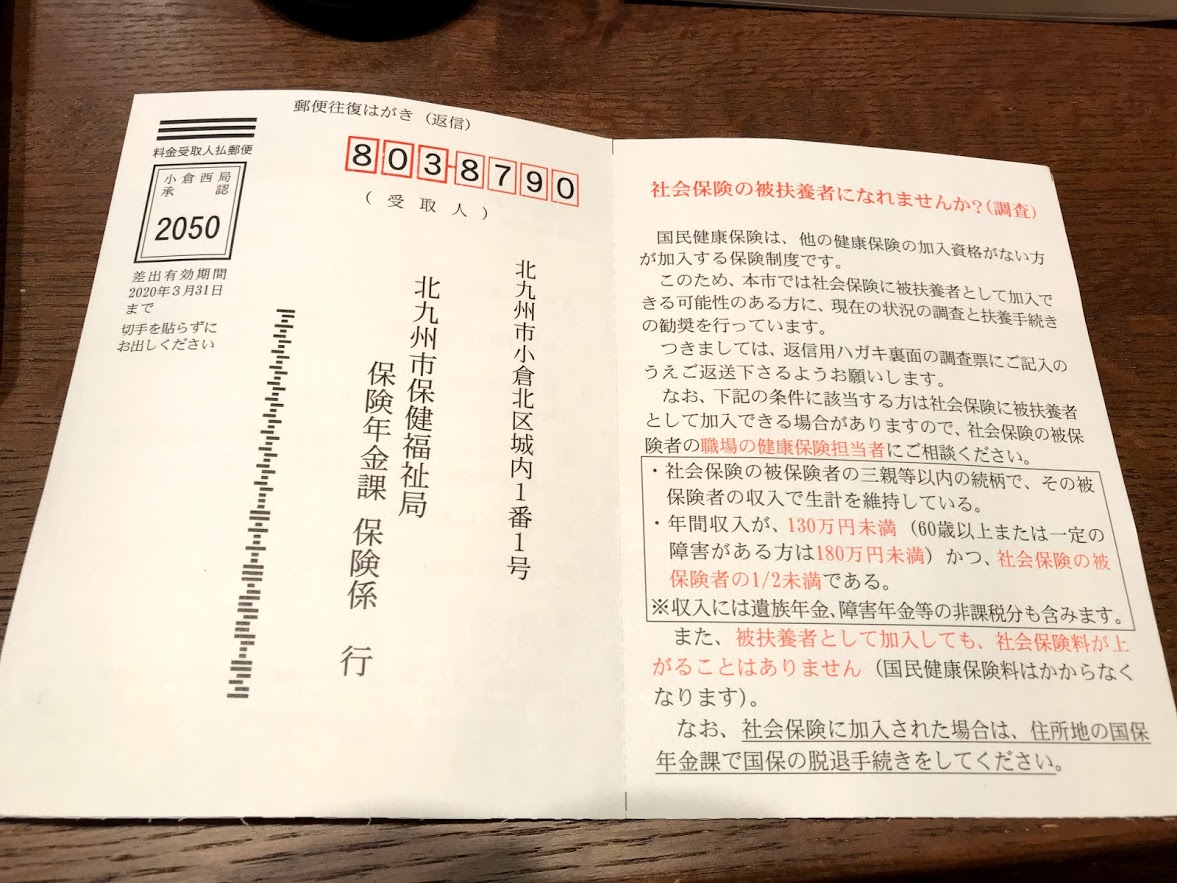 郵便往復はがき（返信）
料金受取人払郵便
小倉西局
承認
2050
差出有効期間
2020年３月31日
まで
切手を貼らずに
お出しください
803-8790
（受取人）
北九州市小倉北区城内１番１号
北九州市保健福祉局
保険年金課 保険係 行
社会保険の被扶養者になれませんか？（調査）
国民健康保険は、他の健康保険の加入資格がない方
が加入する保険制度です。
このため、本市では社会保険に被扶養者として加入で
きる可能性のある方に、現在の状況の調査と扶養手続き
の勧奨を行っています。
つきましては、返信用ハガキ裏面の調査票にご記入の
うえご返送下さるようお願いします。
なお、下記の条件に該当する方は社会保険に被扶養者
として加入できる場合がありますので、社会保険の被保
険者の職場の健康保険担当者にご相談ください。
・社会保険の被保険者の三親等以内の続柄で、その被
保険者の収入で生計を維持している。
・年間収入が、130万円未満（60歳以上または一定の
障害がある方は180万円未満）かつ、社会保険の被
保険者の1/2未満である。
※収入には遺族年金、障害年金等の非課税分も含みます。
また、被扶養者として加入しても、社会保険料が上
がることはありません（国民健康保険料はかからなく
なります）。
なお、社会保険に加入された場合は、住所地の国保
年金課で国保の脱退手続きをしてください。